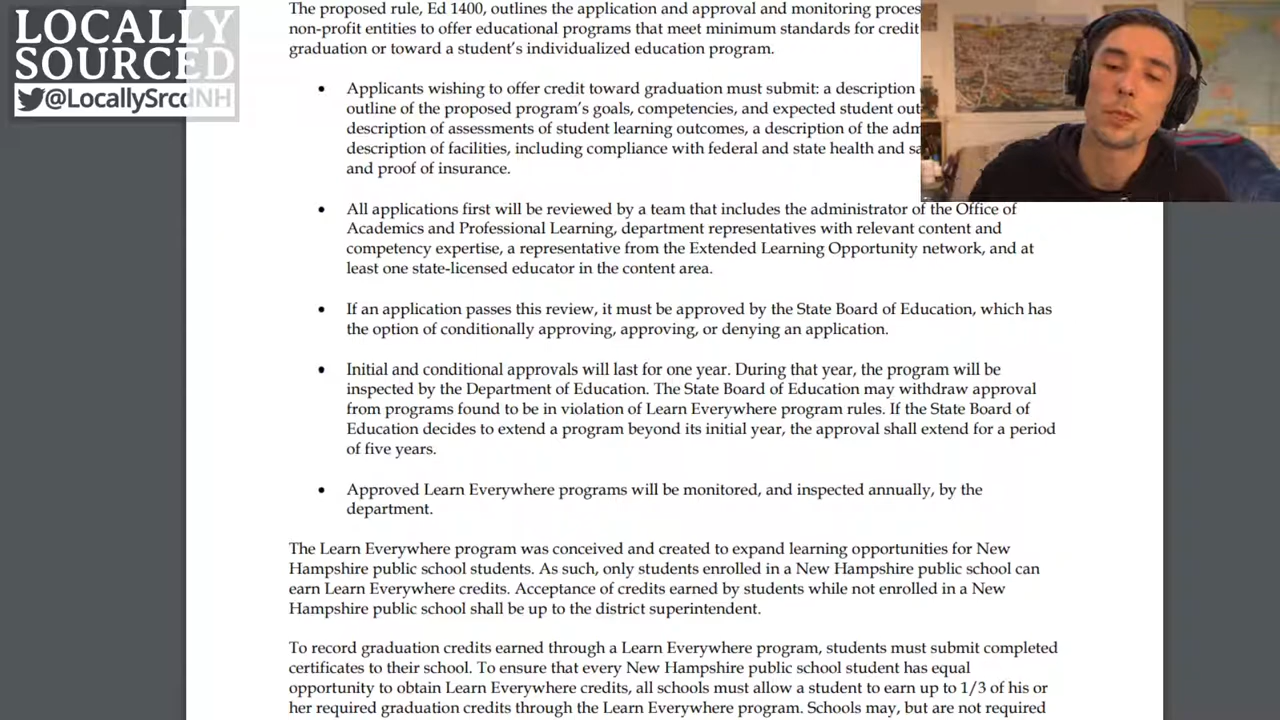 LOCALLY
SOURCED
@LocallySrcdNH
The proposed rule, Ed 1400, outlines the application and approval and monitoring
non-profit entities to offer educational programs that meet minimum standards for credit
graduation or toward a student's individualized education program.
• Applicants wishing to offer credit toward graduation must submit: a description
outline of the proposed program's goals, competencies, and expected student
description of assessments of student learning outcomes, a description of the
description of facilities, including compliance with federal and state health and
and proof of insurance.
• All applications first will be reviewed by a team that includes the administrator of the Office of
Academics and Professional Learning, department representatives with relevant content and
competency expertise, a representative from the Extended Learning Opportunity network, and at
least one state-licensed educator in the content area.
• If an application passes this review, it must be approved by the State Board of Education, which has
the option of conditionally approving, approving, or denying an application.
• Initial and conditional approvals will last for one year. During that year, the program will be
inspected by the Department of Education. The State Board of Education may withdraw approval
from programs found to be in violation of Learn Everywhere program rules. If the State Board of
Education decides to extend a program beyond its initial year, the approval shall extend for a period
of five years.
• Approved Learn Everywhere programs will be monitored, and inspected annually, by the
department.
The Learn Everywhere program was conceived and created to expand learning opportunities for New
Hampshire public school students. As such, only students enrolled in a New Hampshire public school can
earn Learn Everywhere credits. Acceptance of credits earned by students while not enrolled in a New
Hampshire public school shall be up to the district superintendent.
To record graduation credits earned through a Learn Everywhere program, students must submit completed
certificates to their school. To ensure that every New Hampshire public school student has equal
opportunity to obtain Learn Everywhere credits, all schools must allow a student to earn up to 1/3 of his or
her required graduation credits through the Learn Everywhere program. Schools may, but are not required